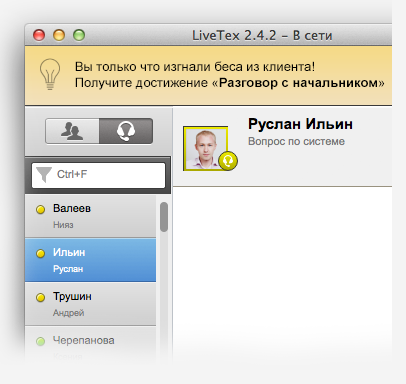 LiveTex 2.4.2 – В сети
Вы только что изгнали беса из клиента!
Получите достижение «Разговор с начальником»
Руслан Ильин
Вопрос по системе
Ctrl+F
Валеев
Нияз
Ильин
Руслан
Трушин
Андрей
Черепанова
Екатерина